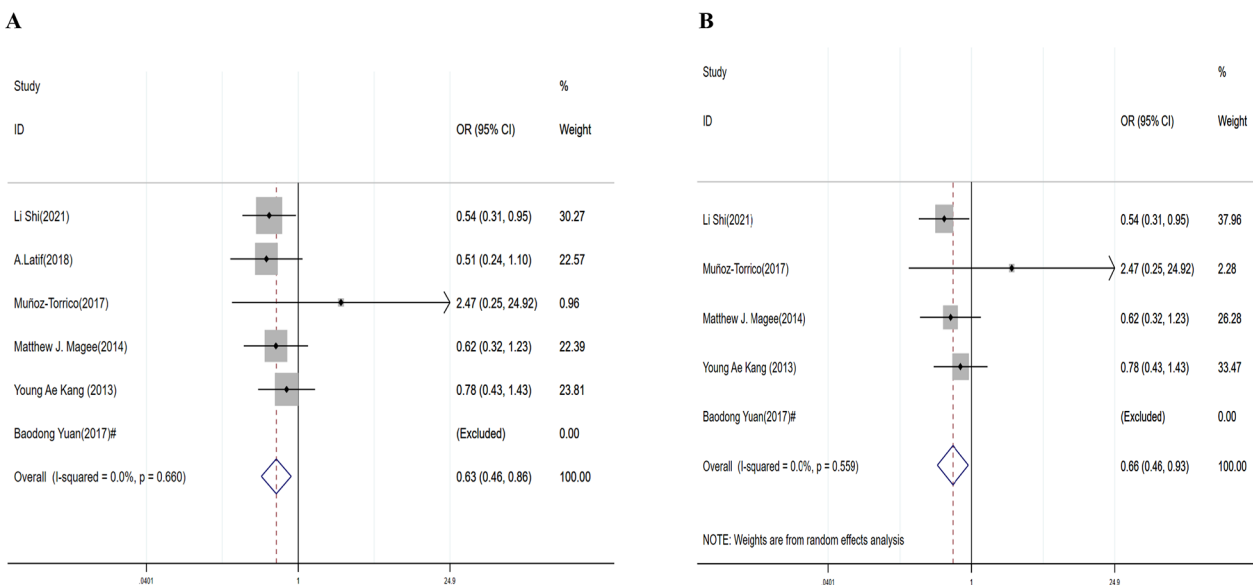 A
Study %
ID OR (95% CI) Weight
Li Shi(2021) 0.54 (0.31, 0.95) 30.27
A.Latif(2018) 0.51 (0.24, 1.10) 22.57
Muñoz-Torrico(2017) 2.47 (0.25, 24.92) 0.96
Matthew J. Magee(2014) 0.62 (0.32, 1.23) 22.39
Young Ae Kang (2013) 0.78 (0.43, 1.43) 23.81
Baodong Yuan(2017)# (Excluded) 0.00
Overall (I-squared = 0.0%, p = 0.660) 0.63 (0.46, 0.86) 100.00
.0401 1 24.9
B
Study %
ID OR (95% CI) Weight
Li Shi(2021) 0.54 (0.31, 0.95) 37.96
Muñoz-Torrico(2017) 2.47 (0.25, 24.92) 2.28
Matthew J. Magee(2014) 0.62 (0.32, 1.23) 26.28
Young Ae Kang (2013) 0.78 (0.43, 1.43) 33.47
Baodong Yuan(2017)# (Excluded) 0.00
Overall (I-squared = 0.0%, p = 0.559) 0.66 (0.46, 0.93) 100.00
NOTE: Weights are from random effects analysis
.0401 1 24.9